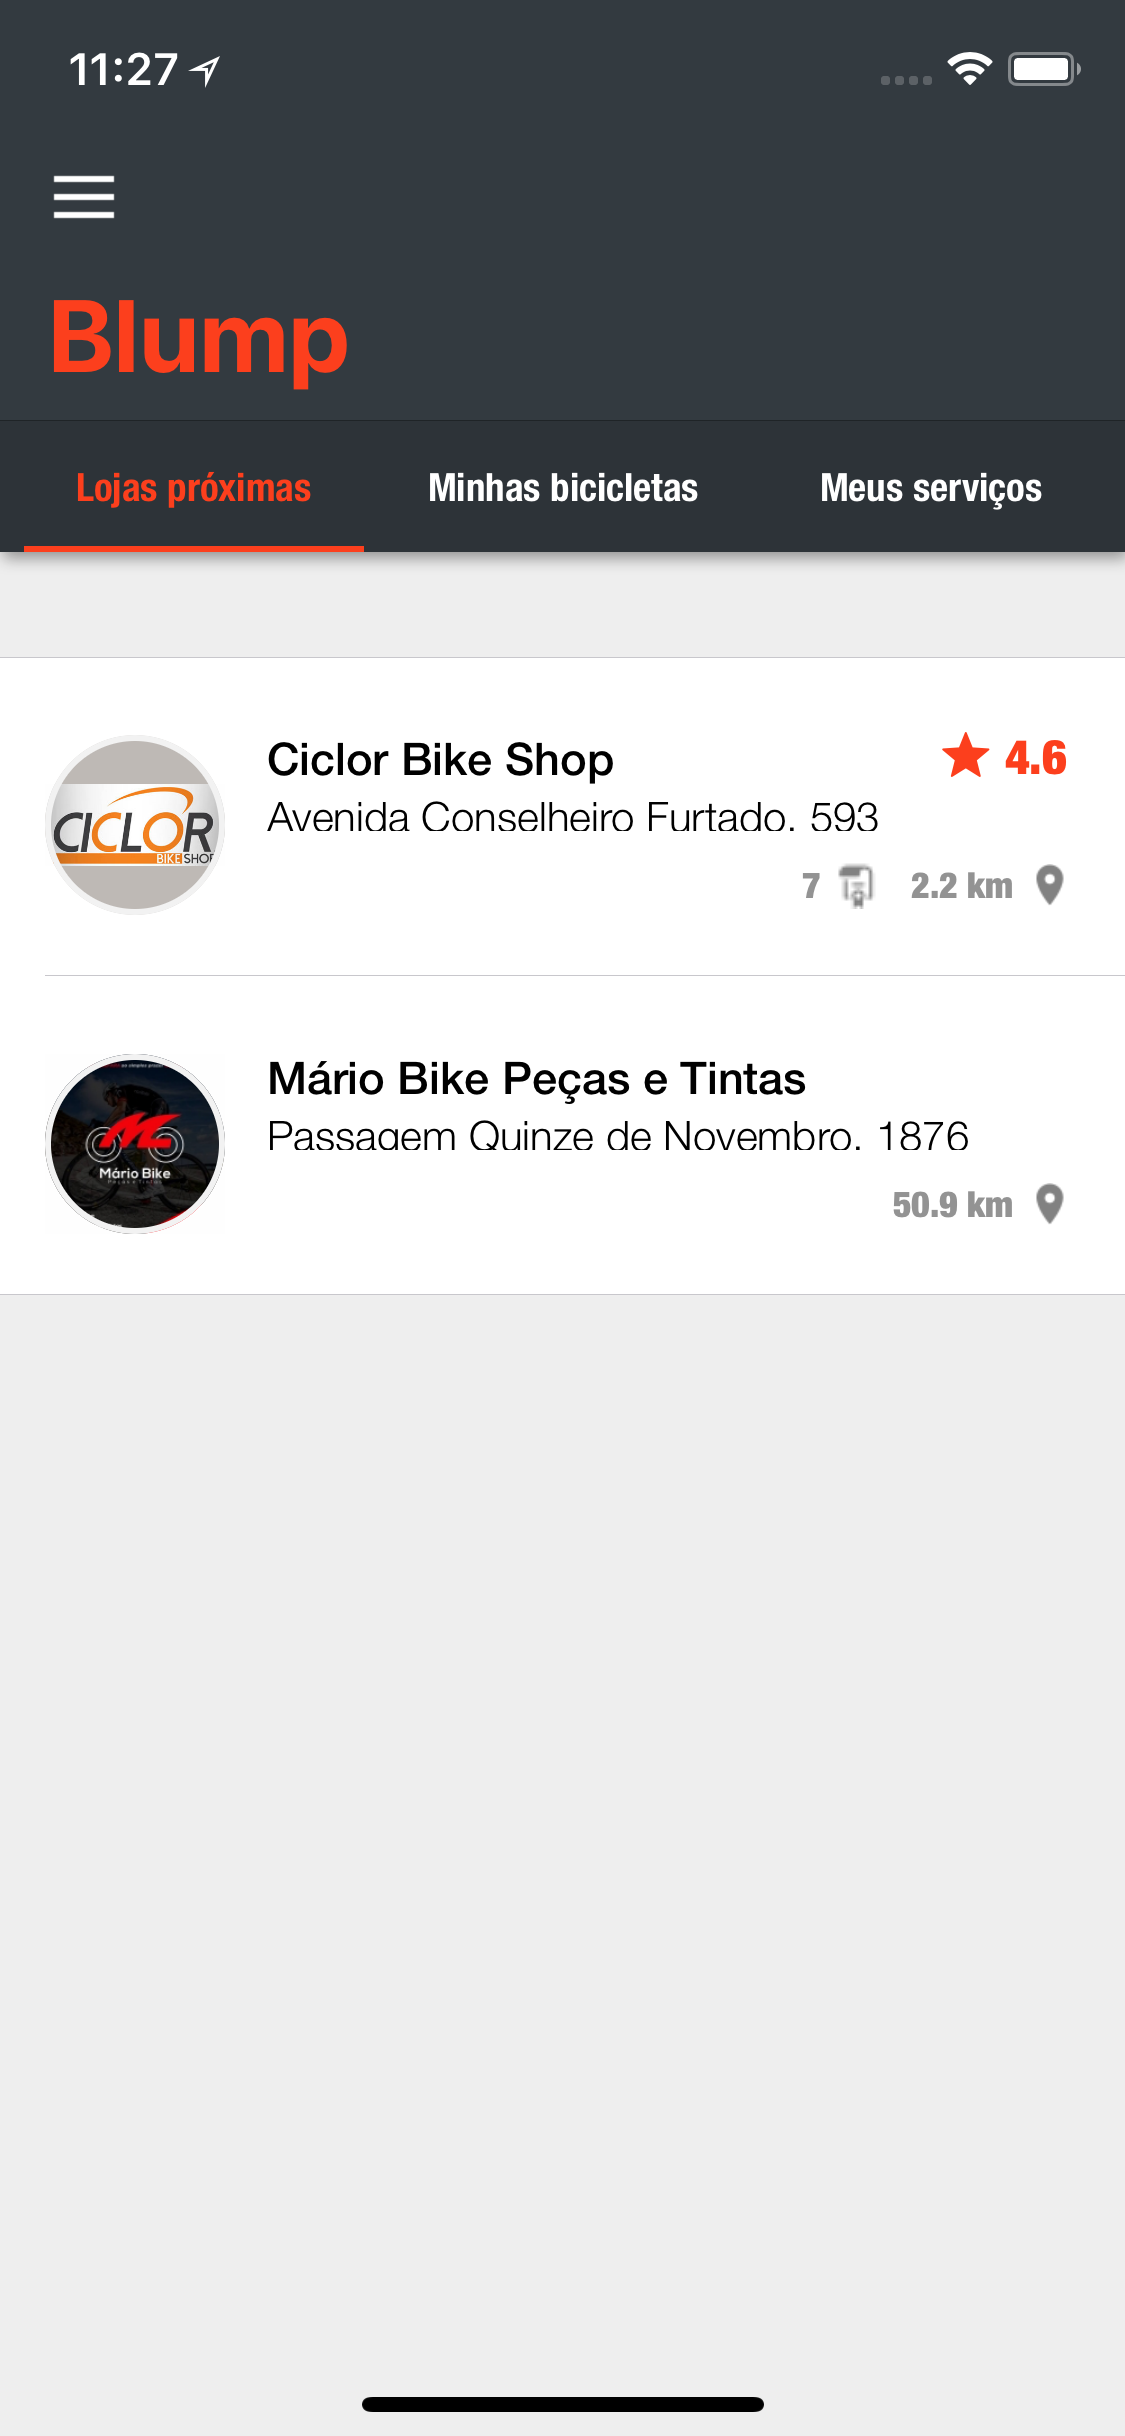 11:27
Blump
Lojas próximas
Minhas bicicletas
Meus serviços
CICLOR
BIKE SHOP
Ciclor Bike Shop
4.6
Avenida Conselheiro Furtado, 593
7
2.2 km
Mário Bike
Peças e Tintas
Mário Bike Peças e Tintas
Passagem Quinze de Novembro, 1876
50.9 km